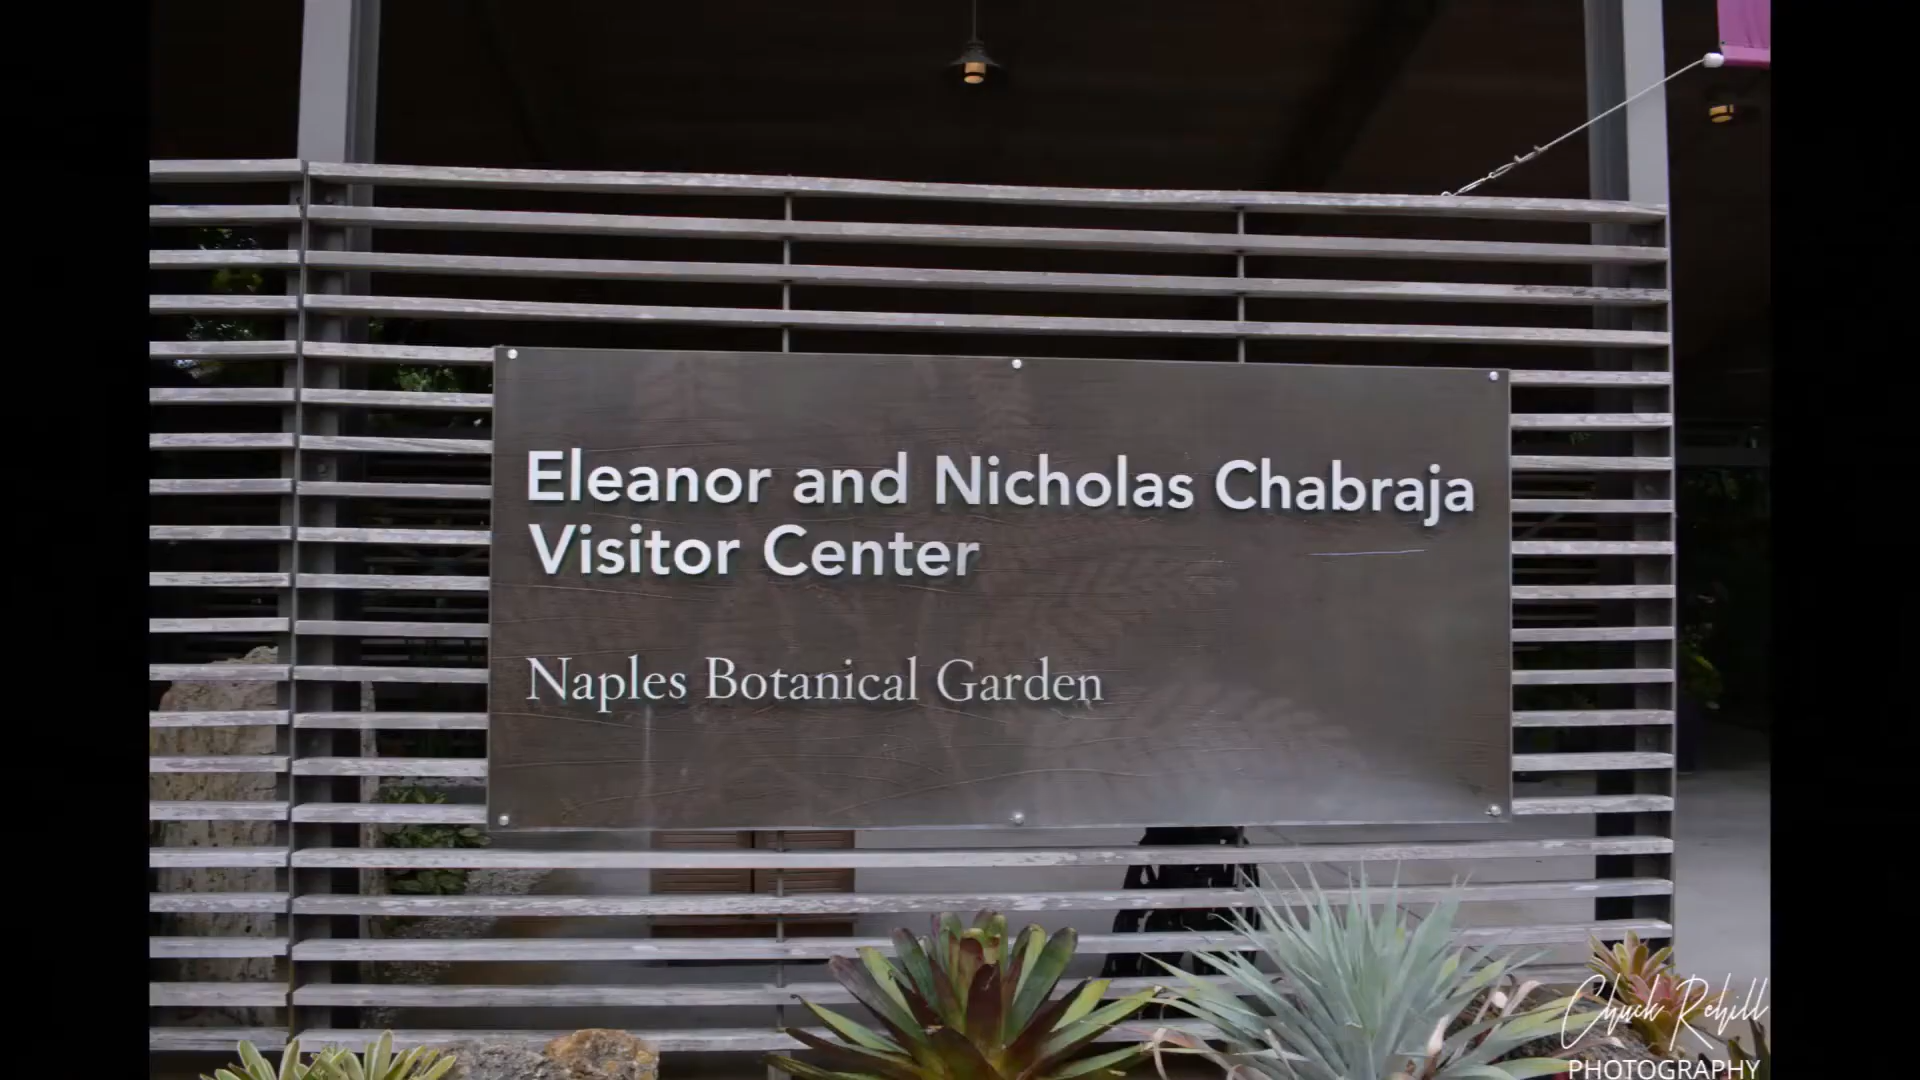 Eleanor and Nicholas Chabraja
Visitor Center
Naples Botanical Garden
Chuck Rehill
PHOTOGRAPHY